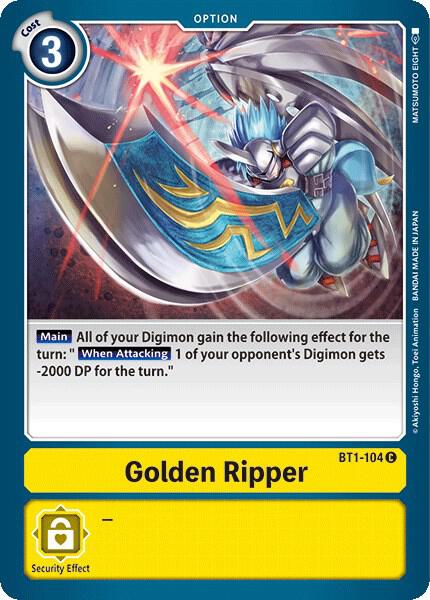 OPTION
Cost
3
MATSUMOTO EIGHT
Main All of your Digimon gain the following effect for the
turn: " When Attacking 1 of your opponent's Digimon gets
-2000 DP for the turn."
©Akiyoshi Hongo, Toei Animation BANDAI MADE IN JAPAN
BT1-104 C
Golden Ripper
–
Security Effect